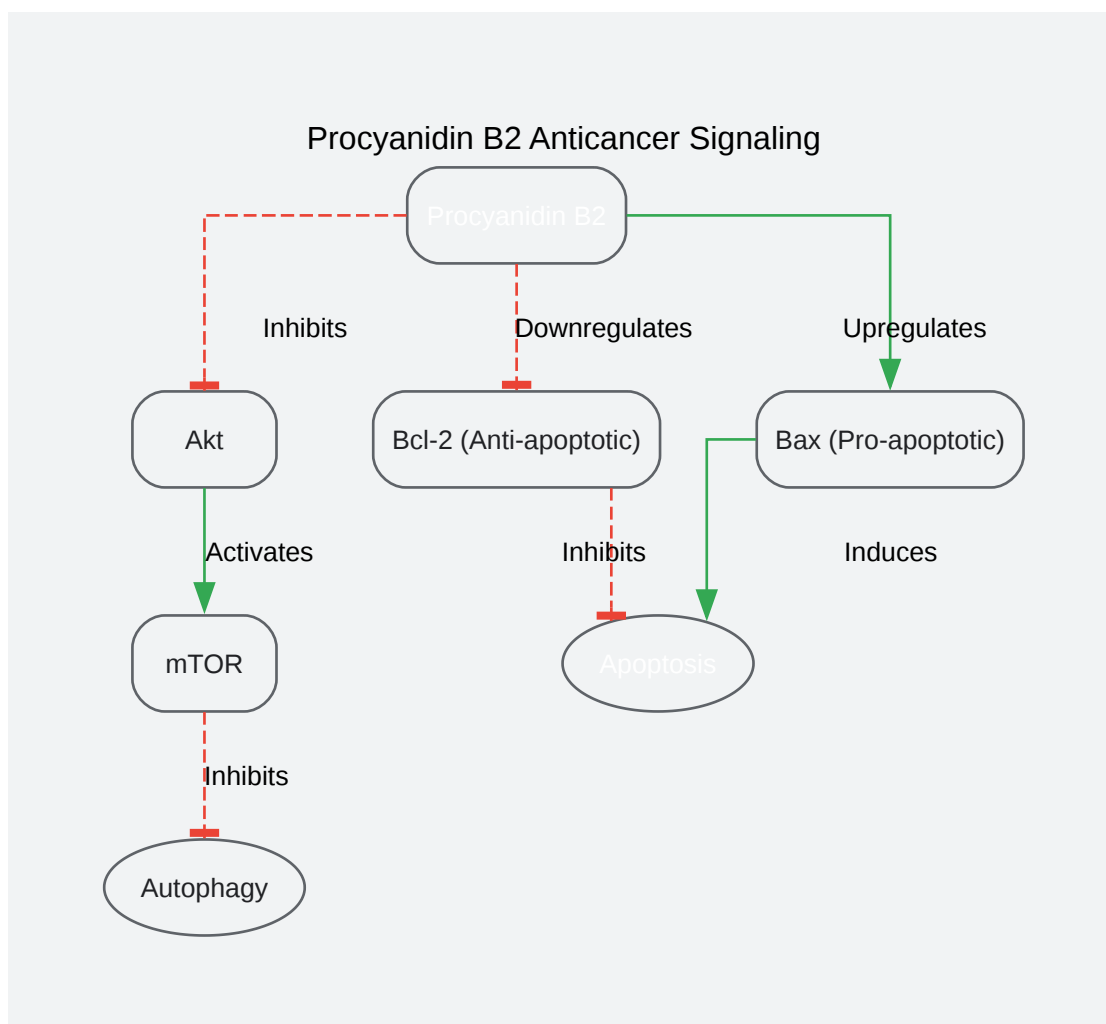 Procyanidin B2 Anticancer Signaling
Procyanidin B2
Inhibits
Downregulates
Upregulates
Akt
Bcl-2 (Anti-apoptotic)
Bax (Pro-apoptotic)
Activates
Inhibits
Induces
mTOR
Apoptosis
Inhibits
Autophagy